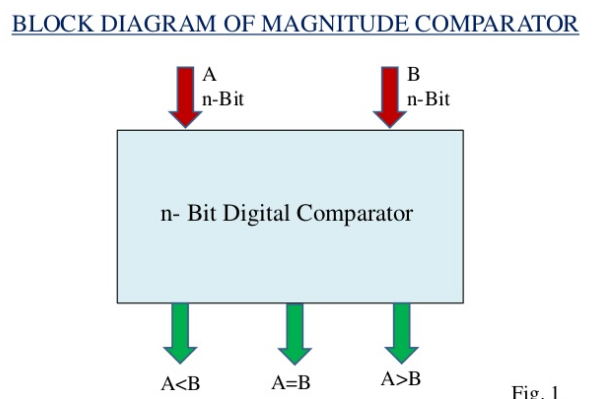 BLOCK DIAGRAM OF MAGNITUDE COMPARATOR
A
n-Bit
B
n-Bit
n- Bit Digital Comparator
A<B
A=B
A>B
Fig. 1